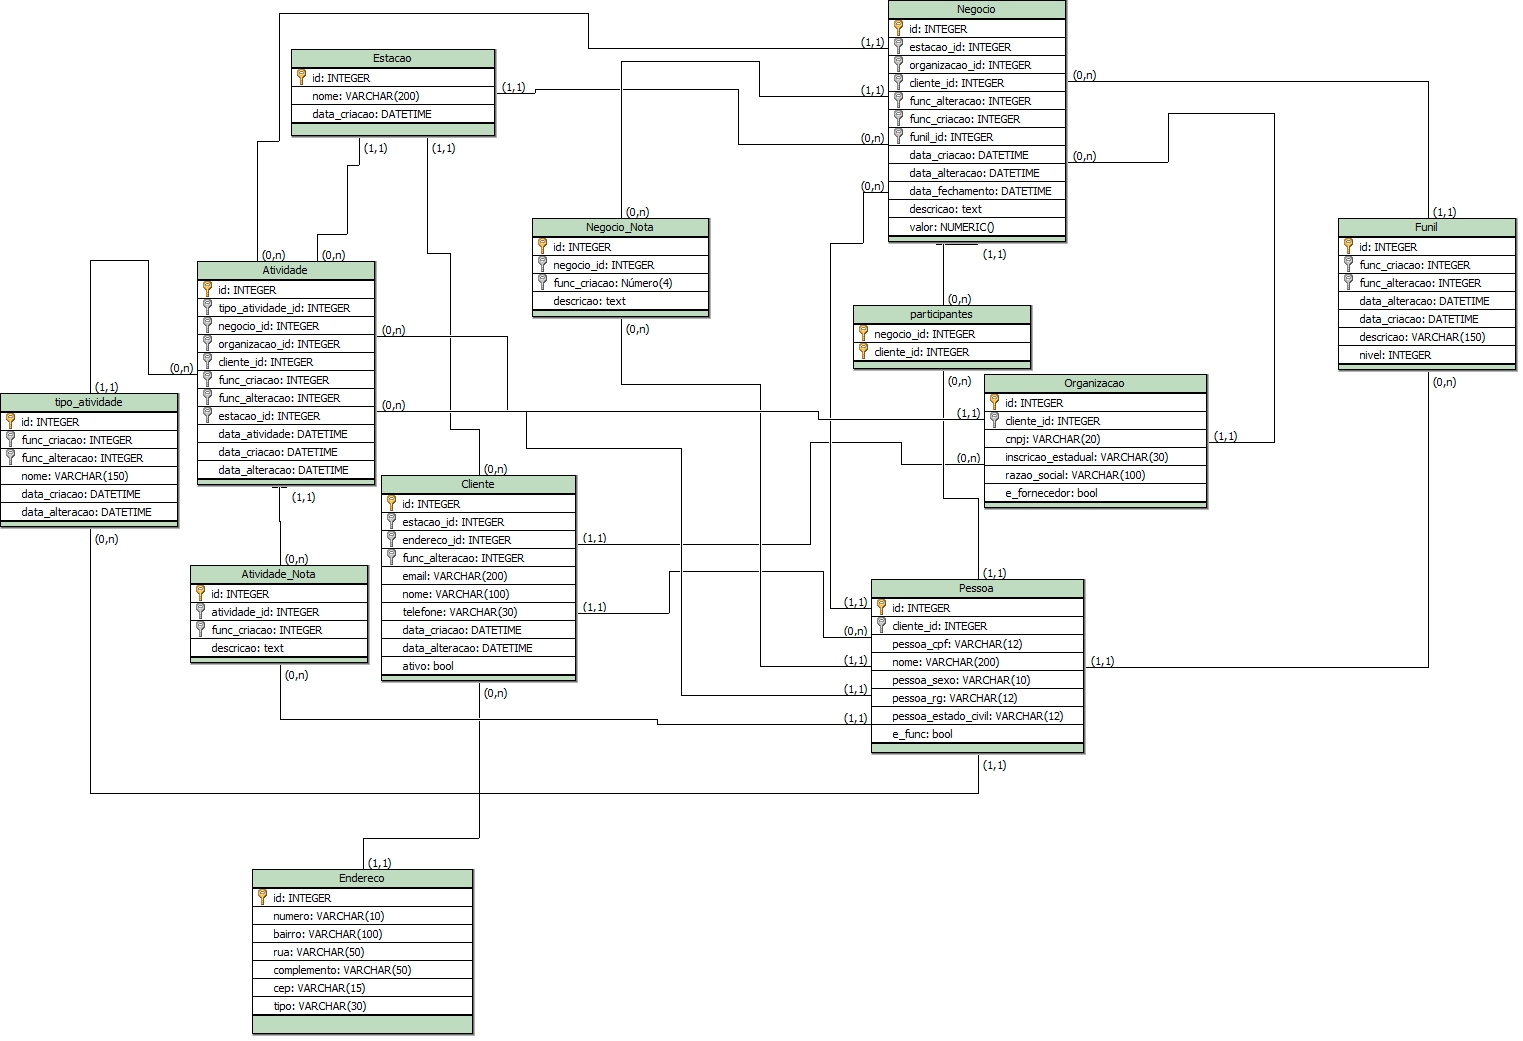 Negocio
id: INTEGER
estacao_id: INTEGER
organizacao_id: INTEGER
cliente_id: INTEGER
func_alteração: INTEGER
func_criacao: INTEGER
funil_id: INTEGER
data_criacao: DATETIME
data_alteracao: DATETIME
data_fechamento: DATETIME
descricao: text
valor: NUMERIC()
(1,1)
(1,1)
(0,n)
(0,n)
(0,n)
(0,n)
(1,1)
Estacao
id: INTEGER
nome: VARCHAR(200)
data_criacao: DATETIME
(1,1)
(1,1)
(1,1)
Negocio_Nota
id: INTEGER
negocio_id: INTEGER
func_criacao: Número(4)
descricao: text
(0,n)
(0,n)
Funil
id: INTEGER
func_criacao: INTEGER
func_alteracao: INTEGER
data_alteracao: DATETIME
data_criacao: DATETIME
descricao: VARCHAR(150)
nivel: INTEGER
(1,1)
(0,n)
Atividade
id: INTEGER
tipo_atividade_id: INTEGER
negocio_id: INTEGER
organizacao_id: INTEGER
cliente_id: INTEGER
func_criacao: INTEGER
func_alteracao: INTEGER
estacao_id: INTEGER
data_atividade: DATETIME
data_criacao: DATETIME
data_alteracao: DATETIME
(0,n)
(0,n)
(0,n)
(0,n)
(0,n)
(1,1)
participantes
negocio_id: INTEGER
cliente_id: INTEGER
(0,n)
(0,n)
Organizacao
id: INTEGER
cliente_id: INTEGER
cnpj: VARCHAR(20)
inscricao_estadual: VARCHAR(30)
razao_social: VARCHAR(100)
e_fornecedor: bool
(1,1)
(0,n)
(1,1)
tipo_atividade
id: INTEGER
func_criacao: INTEGER
func_alteracao: INTEGER
nome: VARCHAR(150)
data_criacao: DATETIME
data_alteracao: DATETIME
(1,1)
(0,n)
Cliente
id: INTEGER
estacao_id: INTEGER
endereco_id: INTEGER
func_alteracao: INTEGER
email: VARCHAR(200)
nome: VARCHAR(100)
telefone: VARCHAR(30)
data_criacao: DATETIME
data_alteracao: DATETIME
ativo: bool
(0,n)
(1,1)
(1,1)
(0,n)
Atividade_Nota
id: INTEGER
atividade_id: INTEGER
func_criacao: INTEGER
descricao: text
(0,n)
(0,n)
Pessoa
id: INTEGER
cliente_id: INTEGER
pessoa_cpf: VARCHAR(12)
nome: VARCHAR(200)
pessoa_sexo: VARCHAR(10)
pessoa_rg: VARCHAR(12)
pessoa_estado_civil: VARCHAR(12)
e_func: bool
(1,1)
(1,1)
(0,n)
(1,1)
(1,1)
(1,1)
(1,1)
(1,1)
Endereco
id: INTEGER
numero: VARCHAR(10)
bairro: VARCHAR(100)
rua: VARCHAR(50)
complemento: VARCHAR(50)
cep: VARCHAR(15)
tipo: VARCHAR(30)
(1,1)